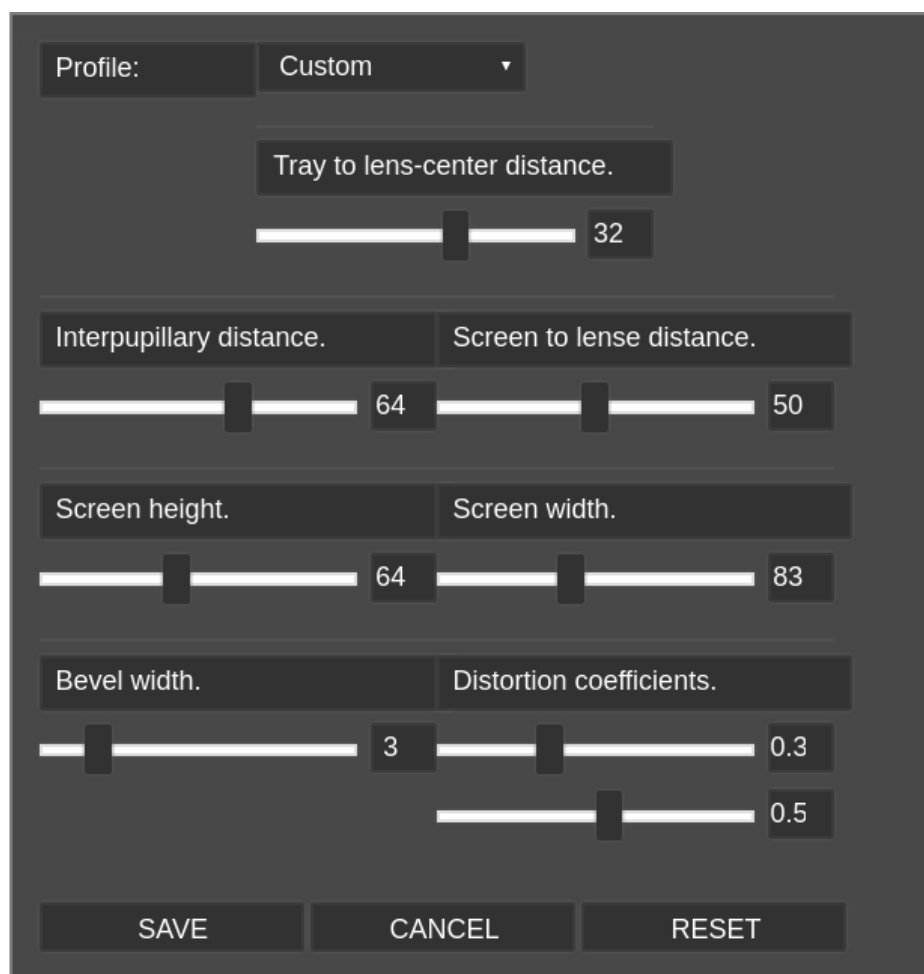 Profile: Custom
Tray to lens-center distance.
32
Interpupillary distance. Screen to lense distance.
64 50
Screen height. Screen width.
64 83
Bevel width. Distortion coefficients.
3 0.3
0.5
SAVE CANCEL RESET